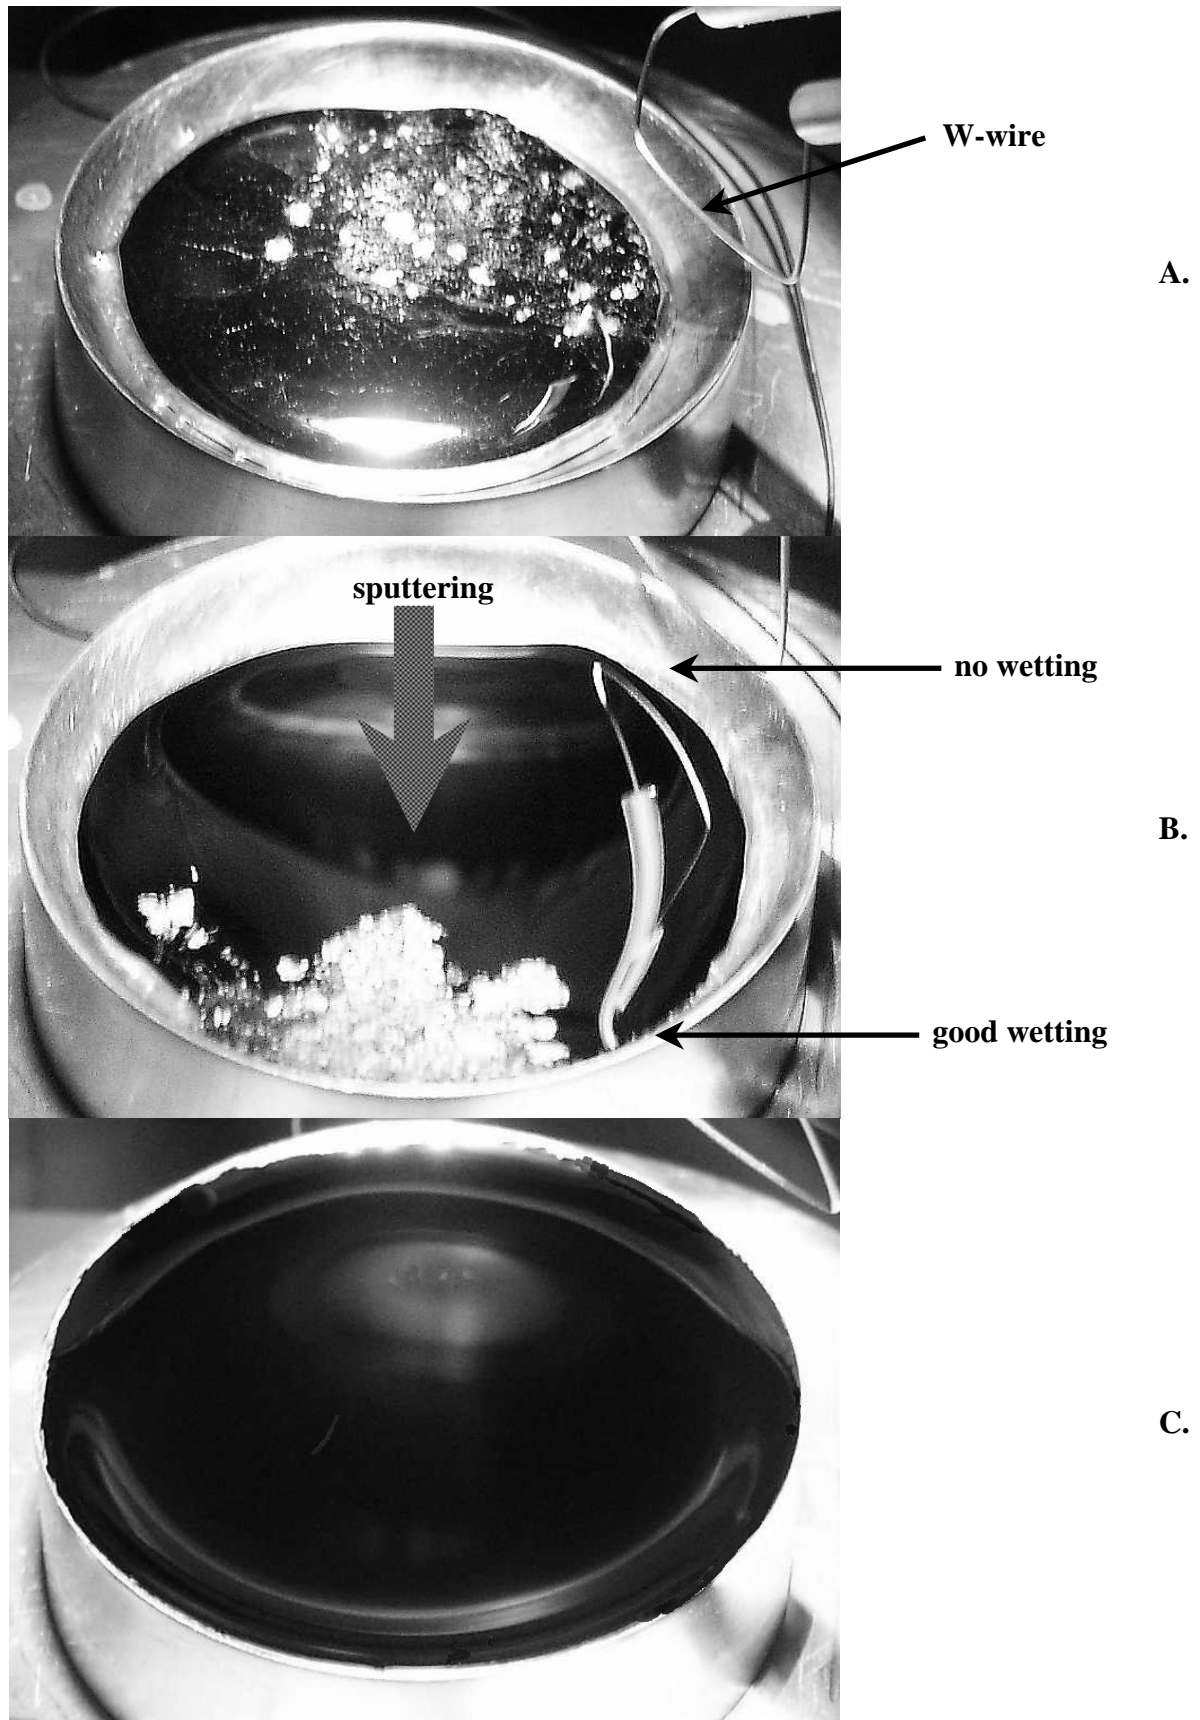 W-wire
A.
sputtering
no wetting
B.
good wetting
C.